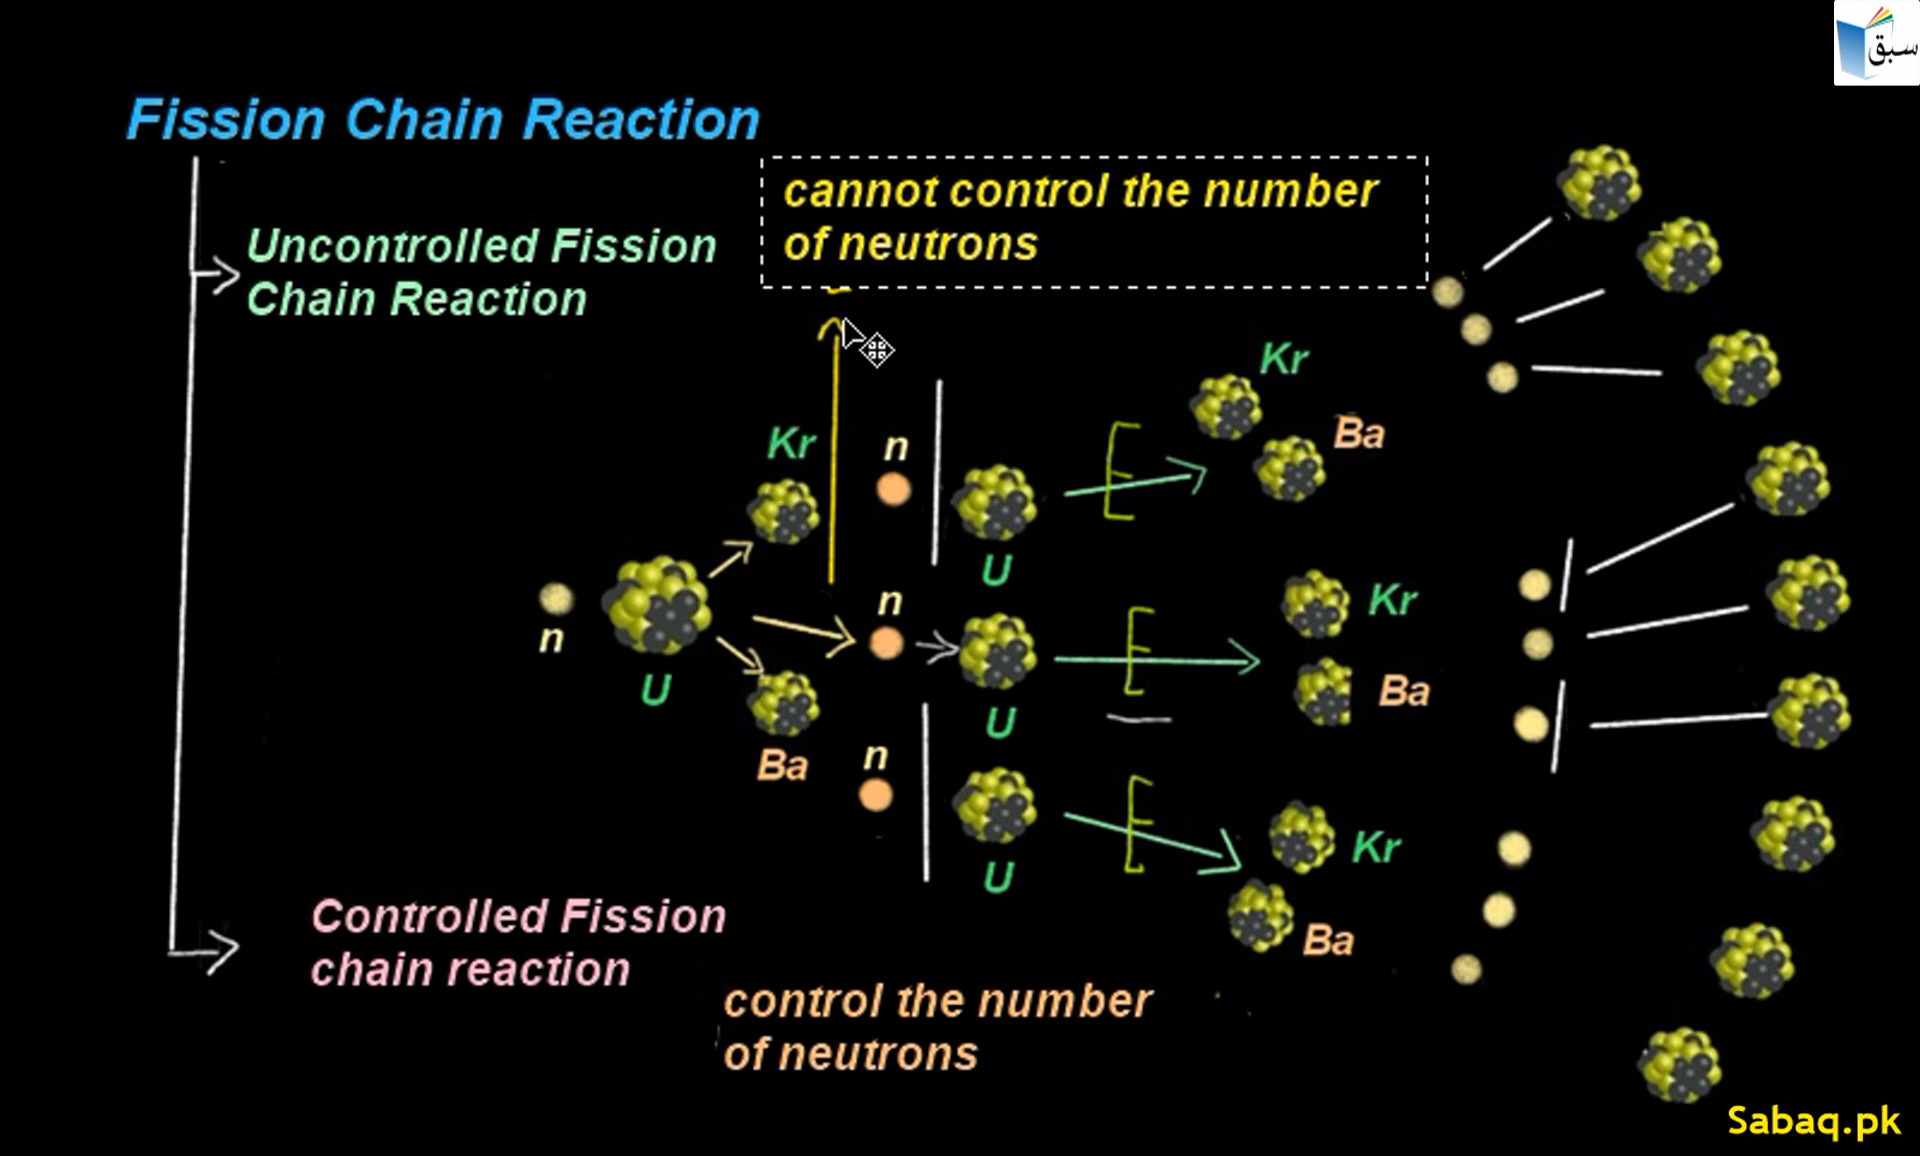 سبق
Fission Chain Reaction
cannot control the number
of neutrons
Uncontrolled Fission
Chain Reaction
Kr
Ba
Kr
n
U
n
n
U
Kr
Ba
U
Ba
n
Kr
U
Ba
Controlled Fission
chain reaction
control the number
of neutrons
E
E
E
Sabaq.pk